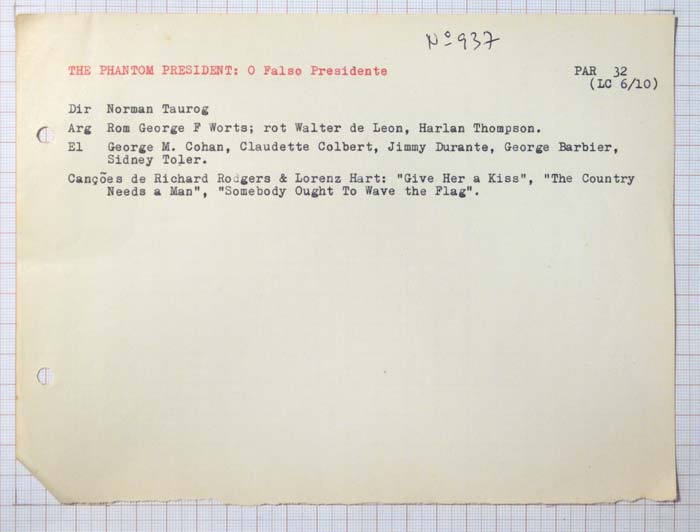 Nº 937
THE PHANTOM PRESIDENT: O Falso Presidente PAR 32
(LC 6/10)
Dir Norman Taurog
Arg Rom George F Worts; rot Walter de Leon, Harlan Thompson.
El George M. Cohan, Claudette Colbert, Jimmy Durante, George Barbier,
Sidney Toler.
Canções de Richard Rodgers & Lorenz Hart: "Give Her a Kiss", "The Country
Needs a Man", "Somebody Ought To Wave the Flag".